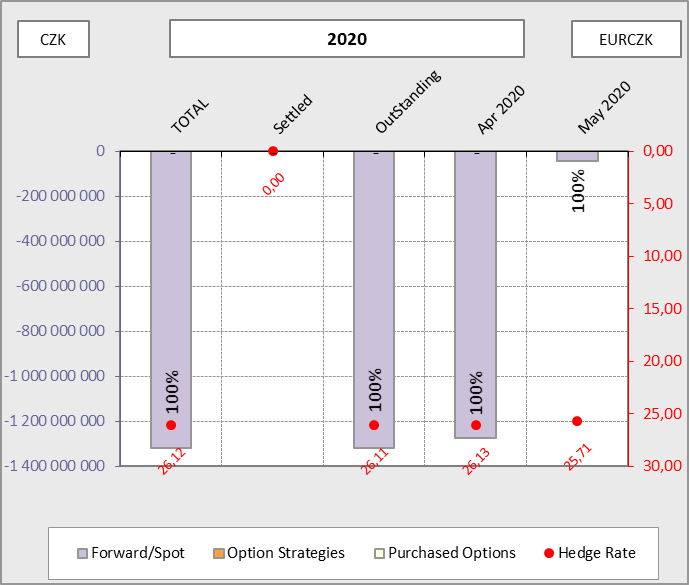 CZK
2020
EURCZK
TOTAL
Settled
OutStanding
Apr 2020
May 2020
0
-200 000 000
-400 000 000
-600 000 000
-800 000 000
-1 000 000 000
-1 200 000 000
-1 400 000 000
0,00
5,00
10,00
15,00
20,00
25,00
30,00
100%
100%
100%
100%
26,12
0,00
26,11
26,13
25,71
Forward/Spot
Option Strategies
Purchased Options
Hedge Rate